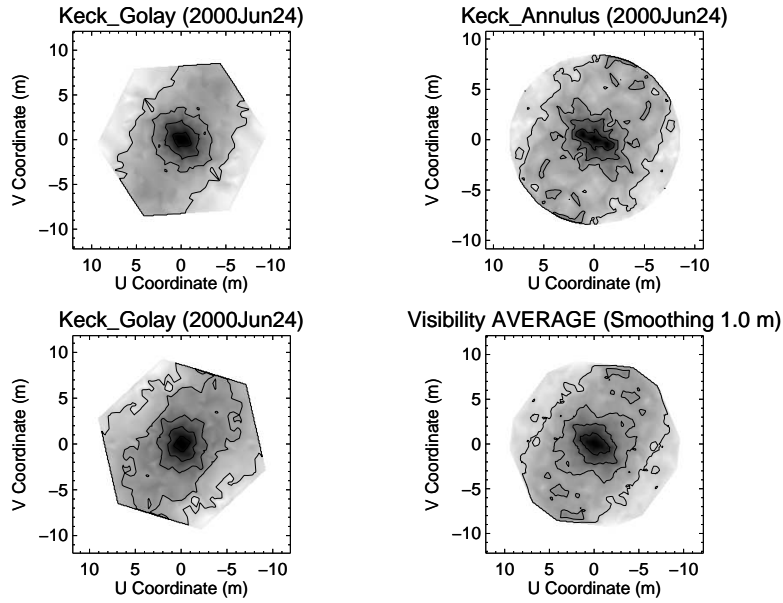 Keck_Golay (2000Jun24)
10
5
0
−5
−10
V Coordinate (m)
10 5 0 −5 −10
U Coordinate (m)
Keck_Annulus (2000Jun24)
10
5
0
−5
−10
V Coordinate (m)
10 5 0 −5 −10
U Coordinate (m)
Keck_Golay (2000Jun24)
10
5
0
−5
−10
V Coordinate (m)
10 5 0 −5 −10
U Coordinate (m)
Visibility AVERAGE (Smoothing 1.0 m)
10
5
0
−5
−10
V Coordinate (m)
10 5 0 −5 −10
U Coordinate (m)